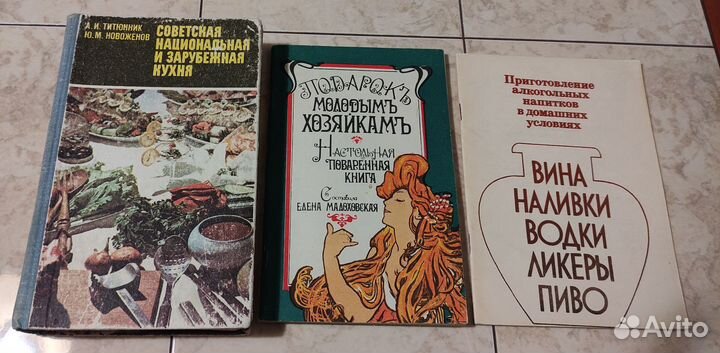 А. И. ТИТЮННИК
Ю. М. НОВОЖЕНОВ
СОВЕТСКАЯ
НАЦИОНАЛЬНАЯ
И ЗАРУБЕЖНАЯ
КУХНЯ
ПОДАРОКЪ
МОЛОДЫМЪ
ХОЗЯЙКАМЪ
НАСТОЛЬНАЯ
ПОВАРЕННАЯ
КНИГА
Составила
ЕЛЕНА МАЛОХОВСКАЯ
Приготовление
алкогольных
напитков
в домашних
условиях
ВИНА
НАЛИВКИ
ВОДКИ
ЛИКЕРЫ
ПИВО
Avito